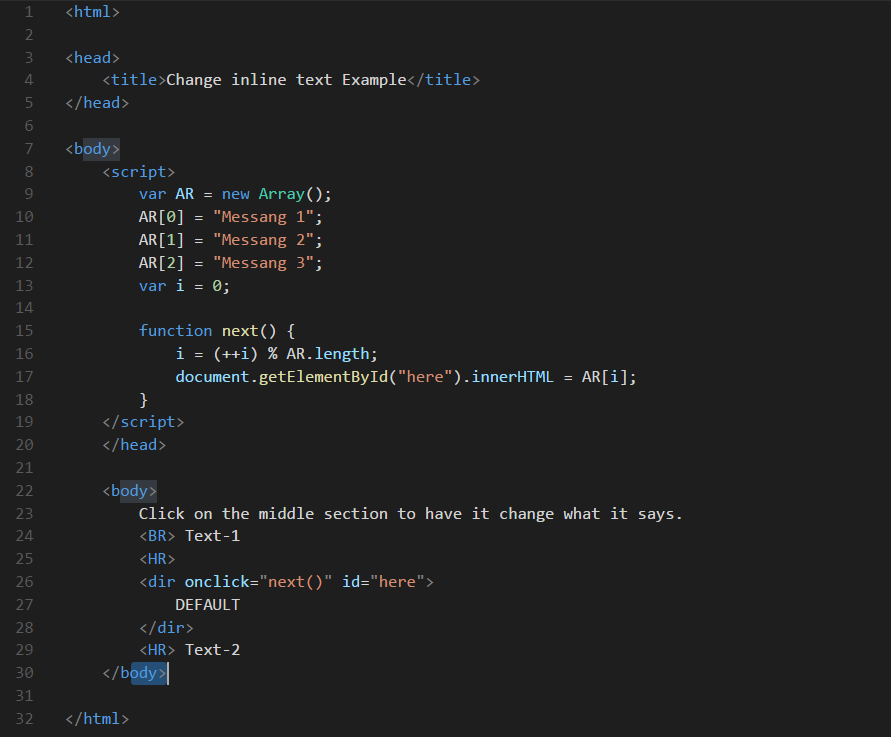 1 <html>
2
3 <head>
4     <title>Change inline text Example</title>
5 </head>
6
7 <body>
8     <script>
9         var AR = new Array();
10         AR[0] = "Messang 1";
11         AR[1] = "Messang 2";
12         AR[2] = "Messang 3";
13         var i = 0;
14
15         function next() {
16             i = (++i) % AR.length;
17             document.getElementById("here").innerHTML = AR[i];
18         }
19     </script>
20     </head>
21
22     <body>
23         Click on the middle section to have it change what it says.
24         <BR> Text-1
25         <HR>
26         <dir onclick="next()" id="here">
27             DEFAULT
28         </dir>
29         <HR> Text-2
30     </body>
31
32 </html>